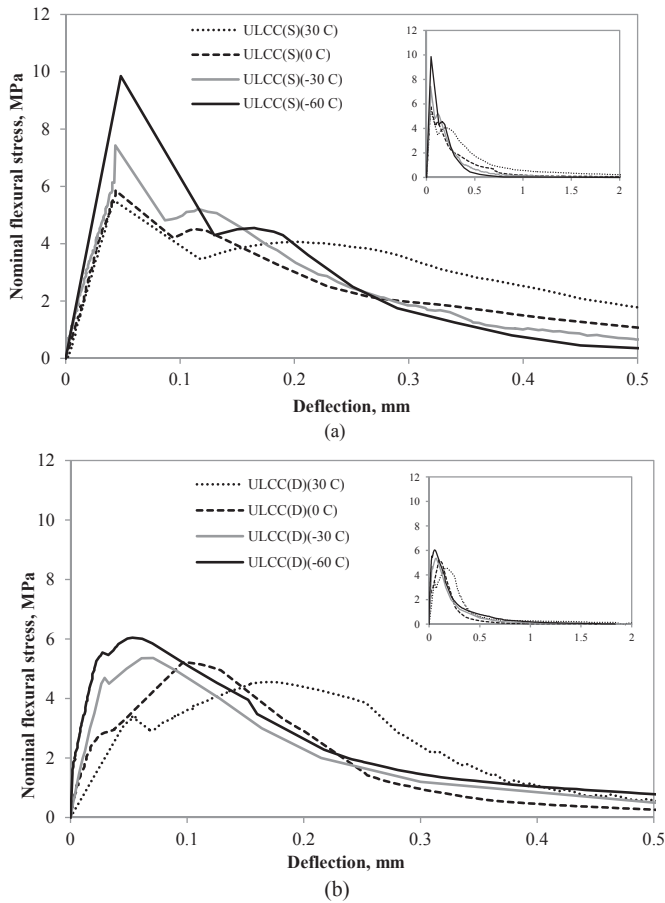 12
10
8
6
4
2
0
Nominal flexural stress, MPa
ULCC(S)(30 C)
ULCC(S)(0 C)
ULCC(S)(-30 C)
ULCC(S)(-60 C)
12
10
8
6
4
2
0
0 0.5 1 1.5 2
0 0.1 0.2 0.3 0.4 0.5
Deflection, mm
(a)
12
10
8
6
4
2
0
Nominal flexural stress, MPa
ULCC(D)(30 C)
ULCC(D)(0 C)
ULCC(D)(-30 C)
ULCC(D)(-60 C)
12
10
8
6
4
2
0
0 0.5 1 1.5 2
0 0.1 0.2 0.3 0.4 0.5
Deflection, mm
(b)